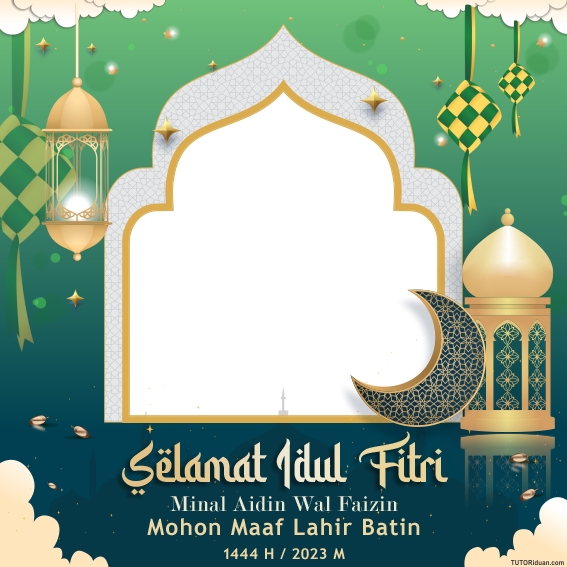 Selamat Idul Fitri
Minal Aidin Wal Faizin
Mohon Maaf Lahir Batin
1444 H / 2023 M
TUTORiduan.com